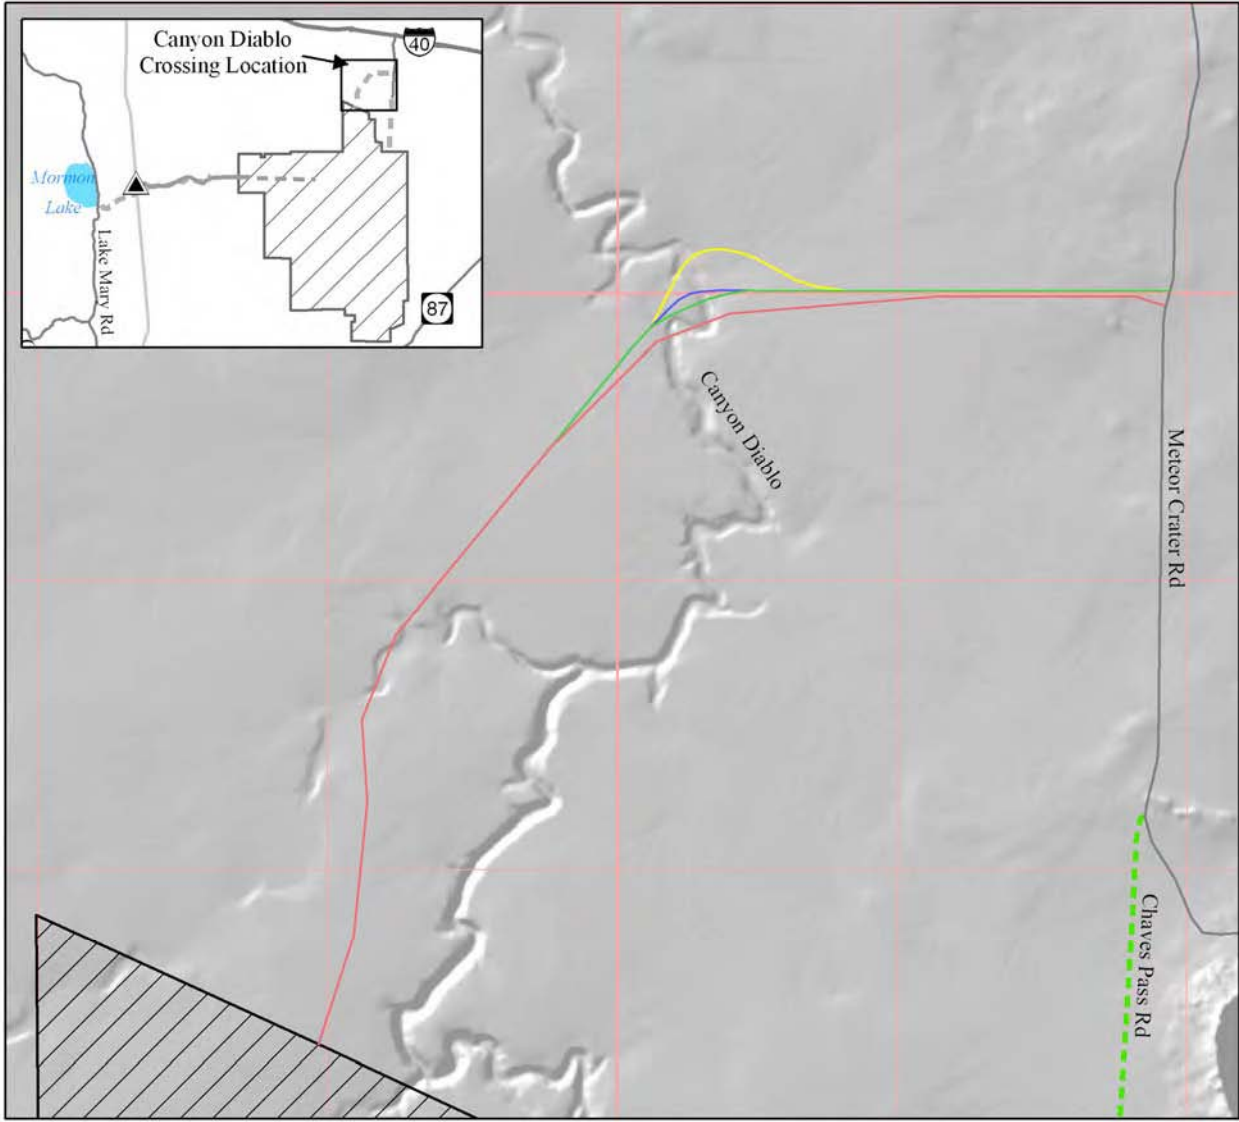 Canyon Diablo
Crossing Location
40
Mormon
Lake
Lake Mary Rd
87
Canyon Diablo
Meteor Crater Rd
Chaves Pass Rd